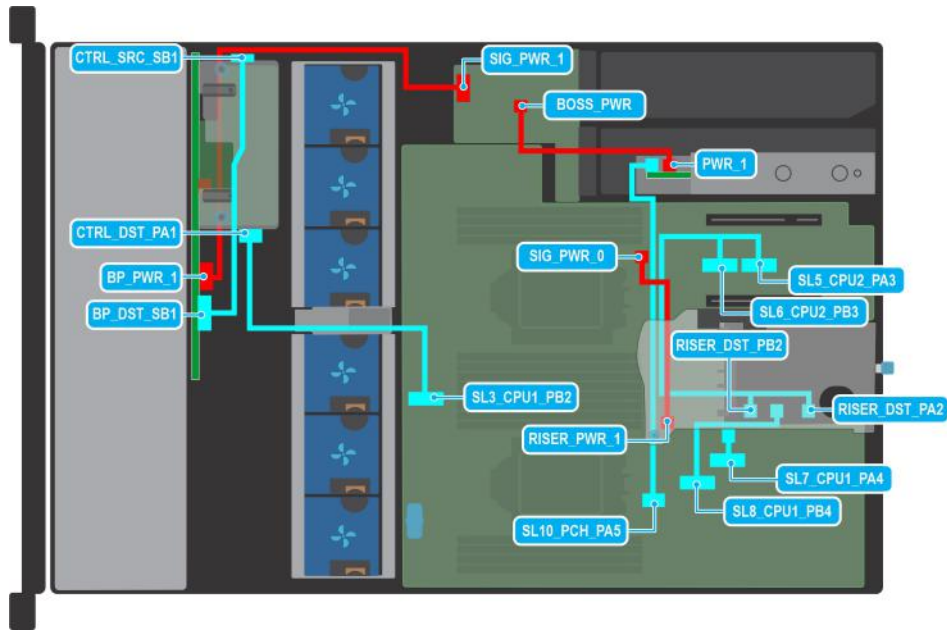 CTRL_SRC_SB1
SIG_PWR_1
BOSS_PWR
PWR_1
CTRL_DST_PA1
SIG_PWR_0
BP_PWR_1
SL5_CPU2_PA3
BP_DST_SB1
SL6_CPU2_PB3
RISER_DST_PB2
SL3_CPU1_PB2
RISER_DST_PA2
RISER_PWR_1
SL7_CPU1_PA4
SL8_CPU1_PB4
SL10_PCH_PA5